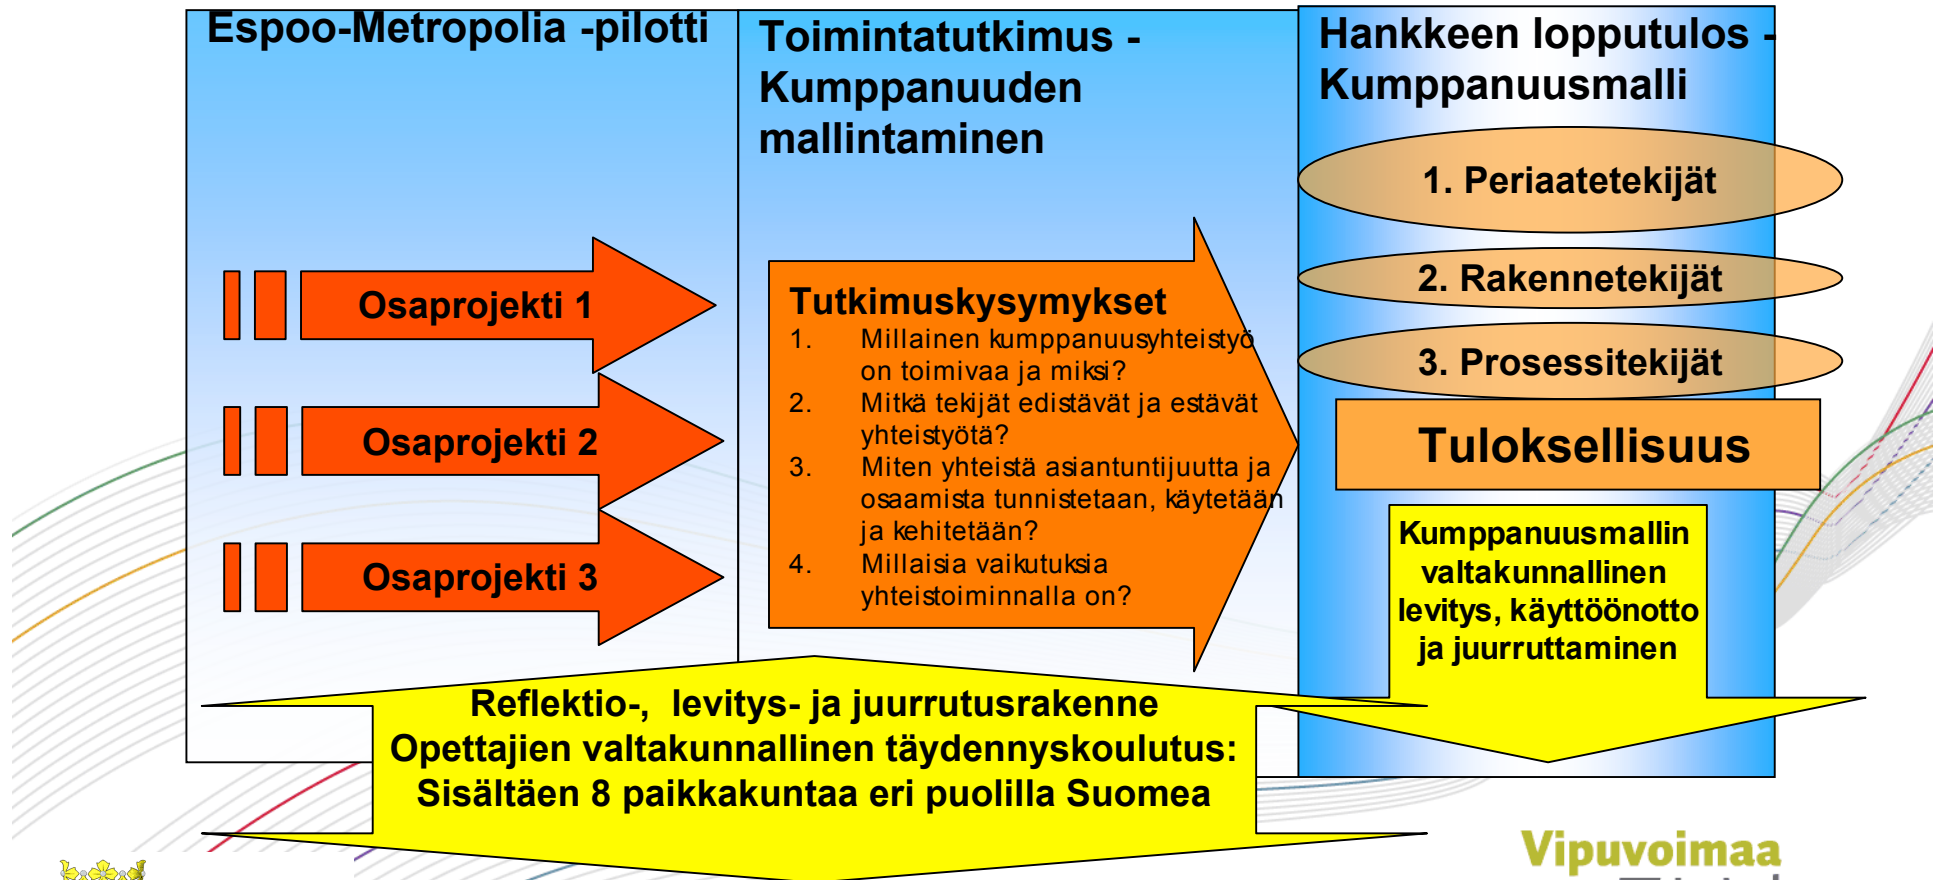 Espoo-Metropolia -pilotti
Osaprojekti 1
Osaprojekti 2
Osaprojekti 3
Toimintatutkimus -
Kumppanuuden
mallintaminen
Tutkimuskysymykset
1. Millainen kumppanuusyhteistyö
on toimivaa ja miksi?
2. Mitkä tekijät edistävät ja estävät
yhteistyötä?
3. Miten yhteistä asiantuntijuutta ja
osaamista tunnistetaan, käytetään
ja kehitetään?
4. Millaisia vaikutuksia
yhteistoiminnalla on?
Hankkeen lopputulos -
Kumppanuusmalli
1. Periaatetekijät
2. Rakennetekijät
3. Prosessitekijät
Tuloksellisuus
Kumppanuusmallin
valtakunnallinen
levitys, käyttöönotto
ja juurruttaminen
Reflektio-, levitys- ja juurrutusrakenne
Opettajien valtakunnallinen täydennyskoulutus:
Sisältäen 8 paikkakuntaa eri puolilla Suomea
Vipuvoimaa